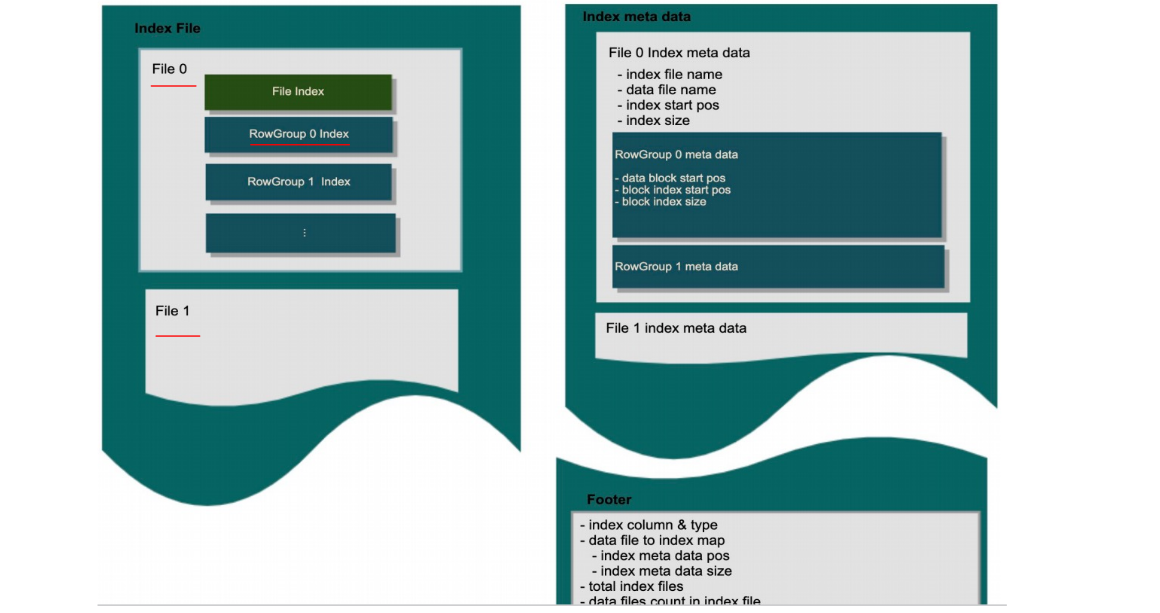 Index File
File 0
File Index
RowGroup 0 Index
RowGroup 1 Index
⋮
File 1
Index meta data
File 0 Index meta data
- index file name
- data file name
- index start pos
- index size
RowGroup 0 meta data
- data block start pos
- block index start pos
- block index size
RowGroup 1 meta data
File 1 index meta data
Footer
- index column & type
- data file to index map
- index meta data pos
- index meta data size
- total index files
- data files count in index file